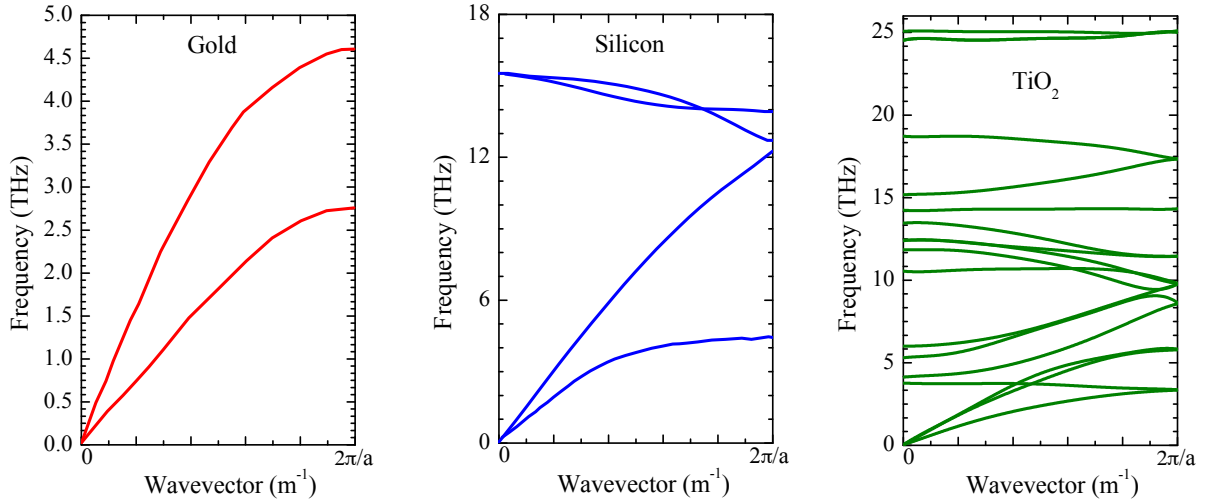 Gold
Frequency (THz)
5.0
4.5
4.0
3.5
3.0
2.5
2.0
1.5
1.0
0.5
0.0
0
2π/a
Wavevector (m⁻¹)
Silicon
Frequency (THz)
18
12
6
0
0
2π/a
Wavevector (m⁻¹)
TiO₂
Frequency (THz)
25
20
15
10
5
0
0
2π/a
Wavevector (m⁻¹)